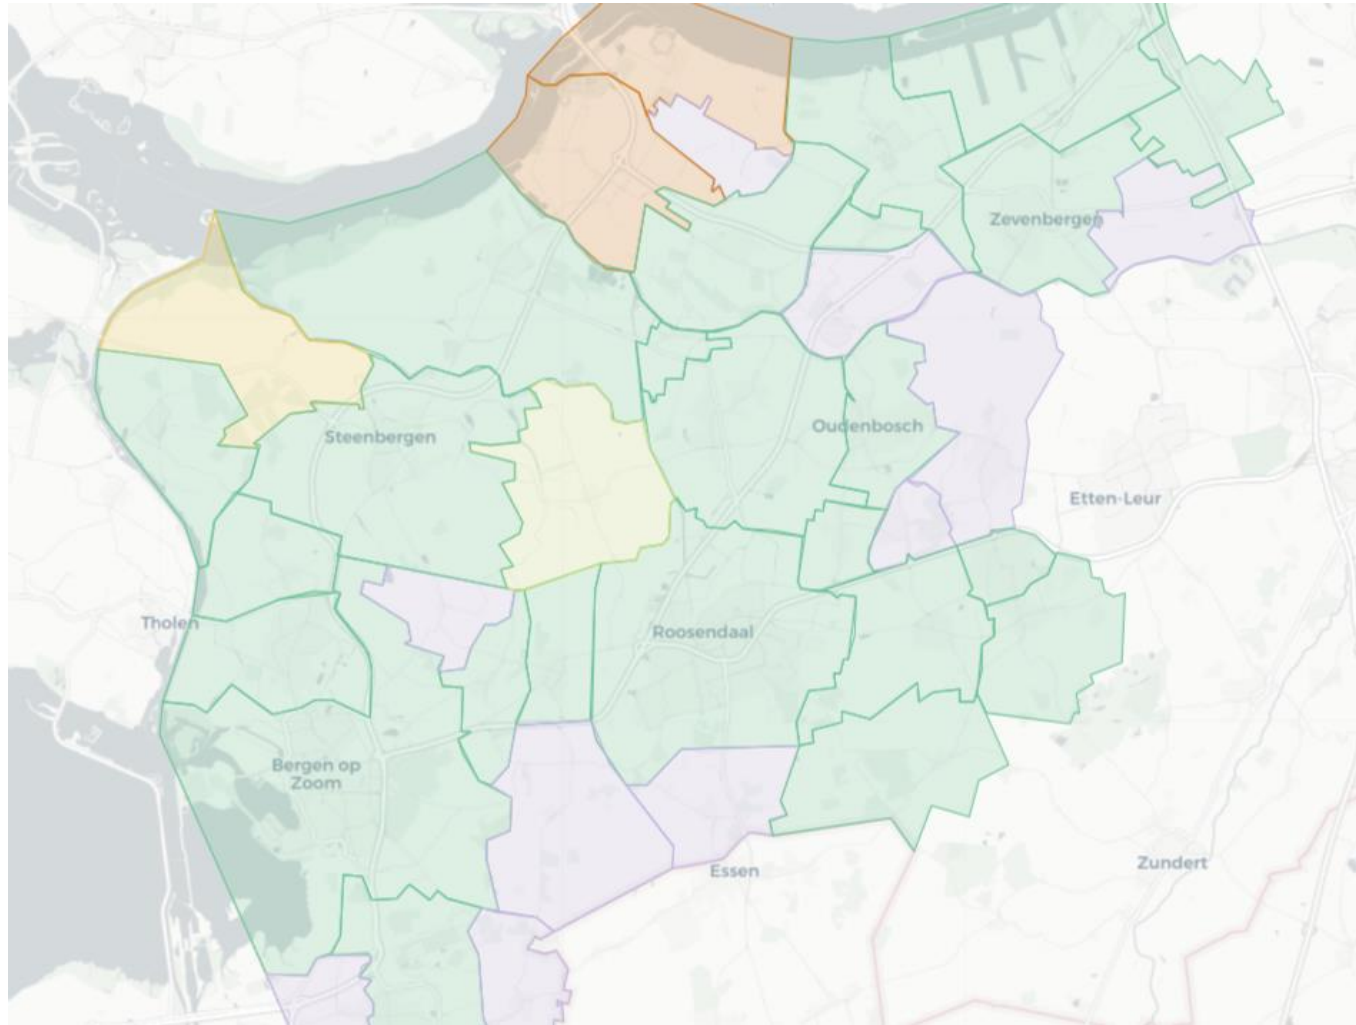 Zevenbergen
Oudenbosch
Steenbergen
Etten-Leur
Tholen
Roosendaal
Bergen op
Zoom
Essen
Zundert